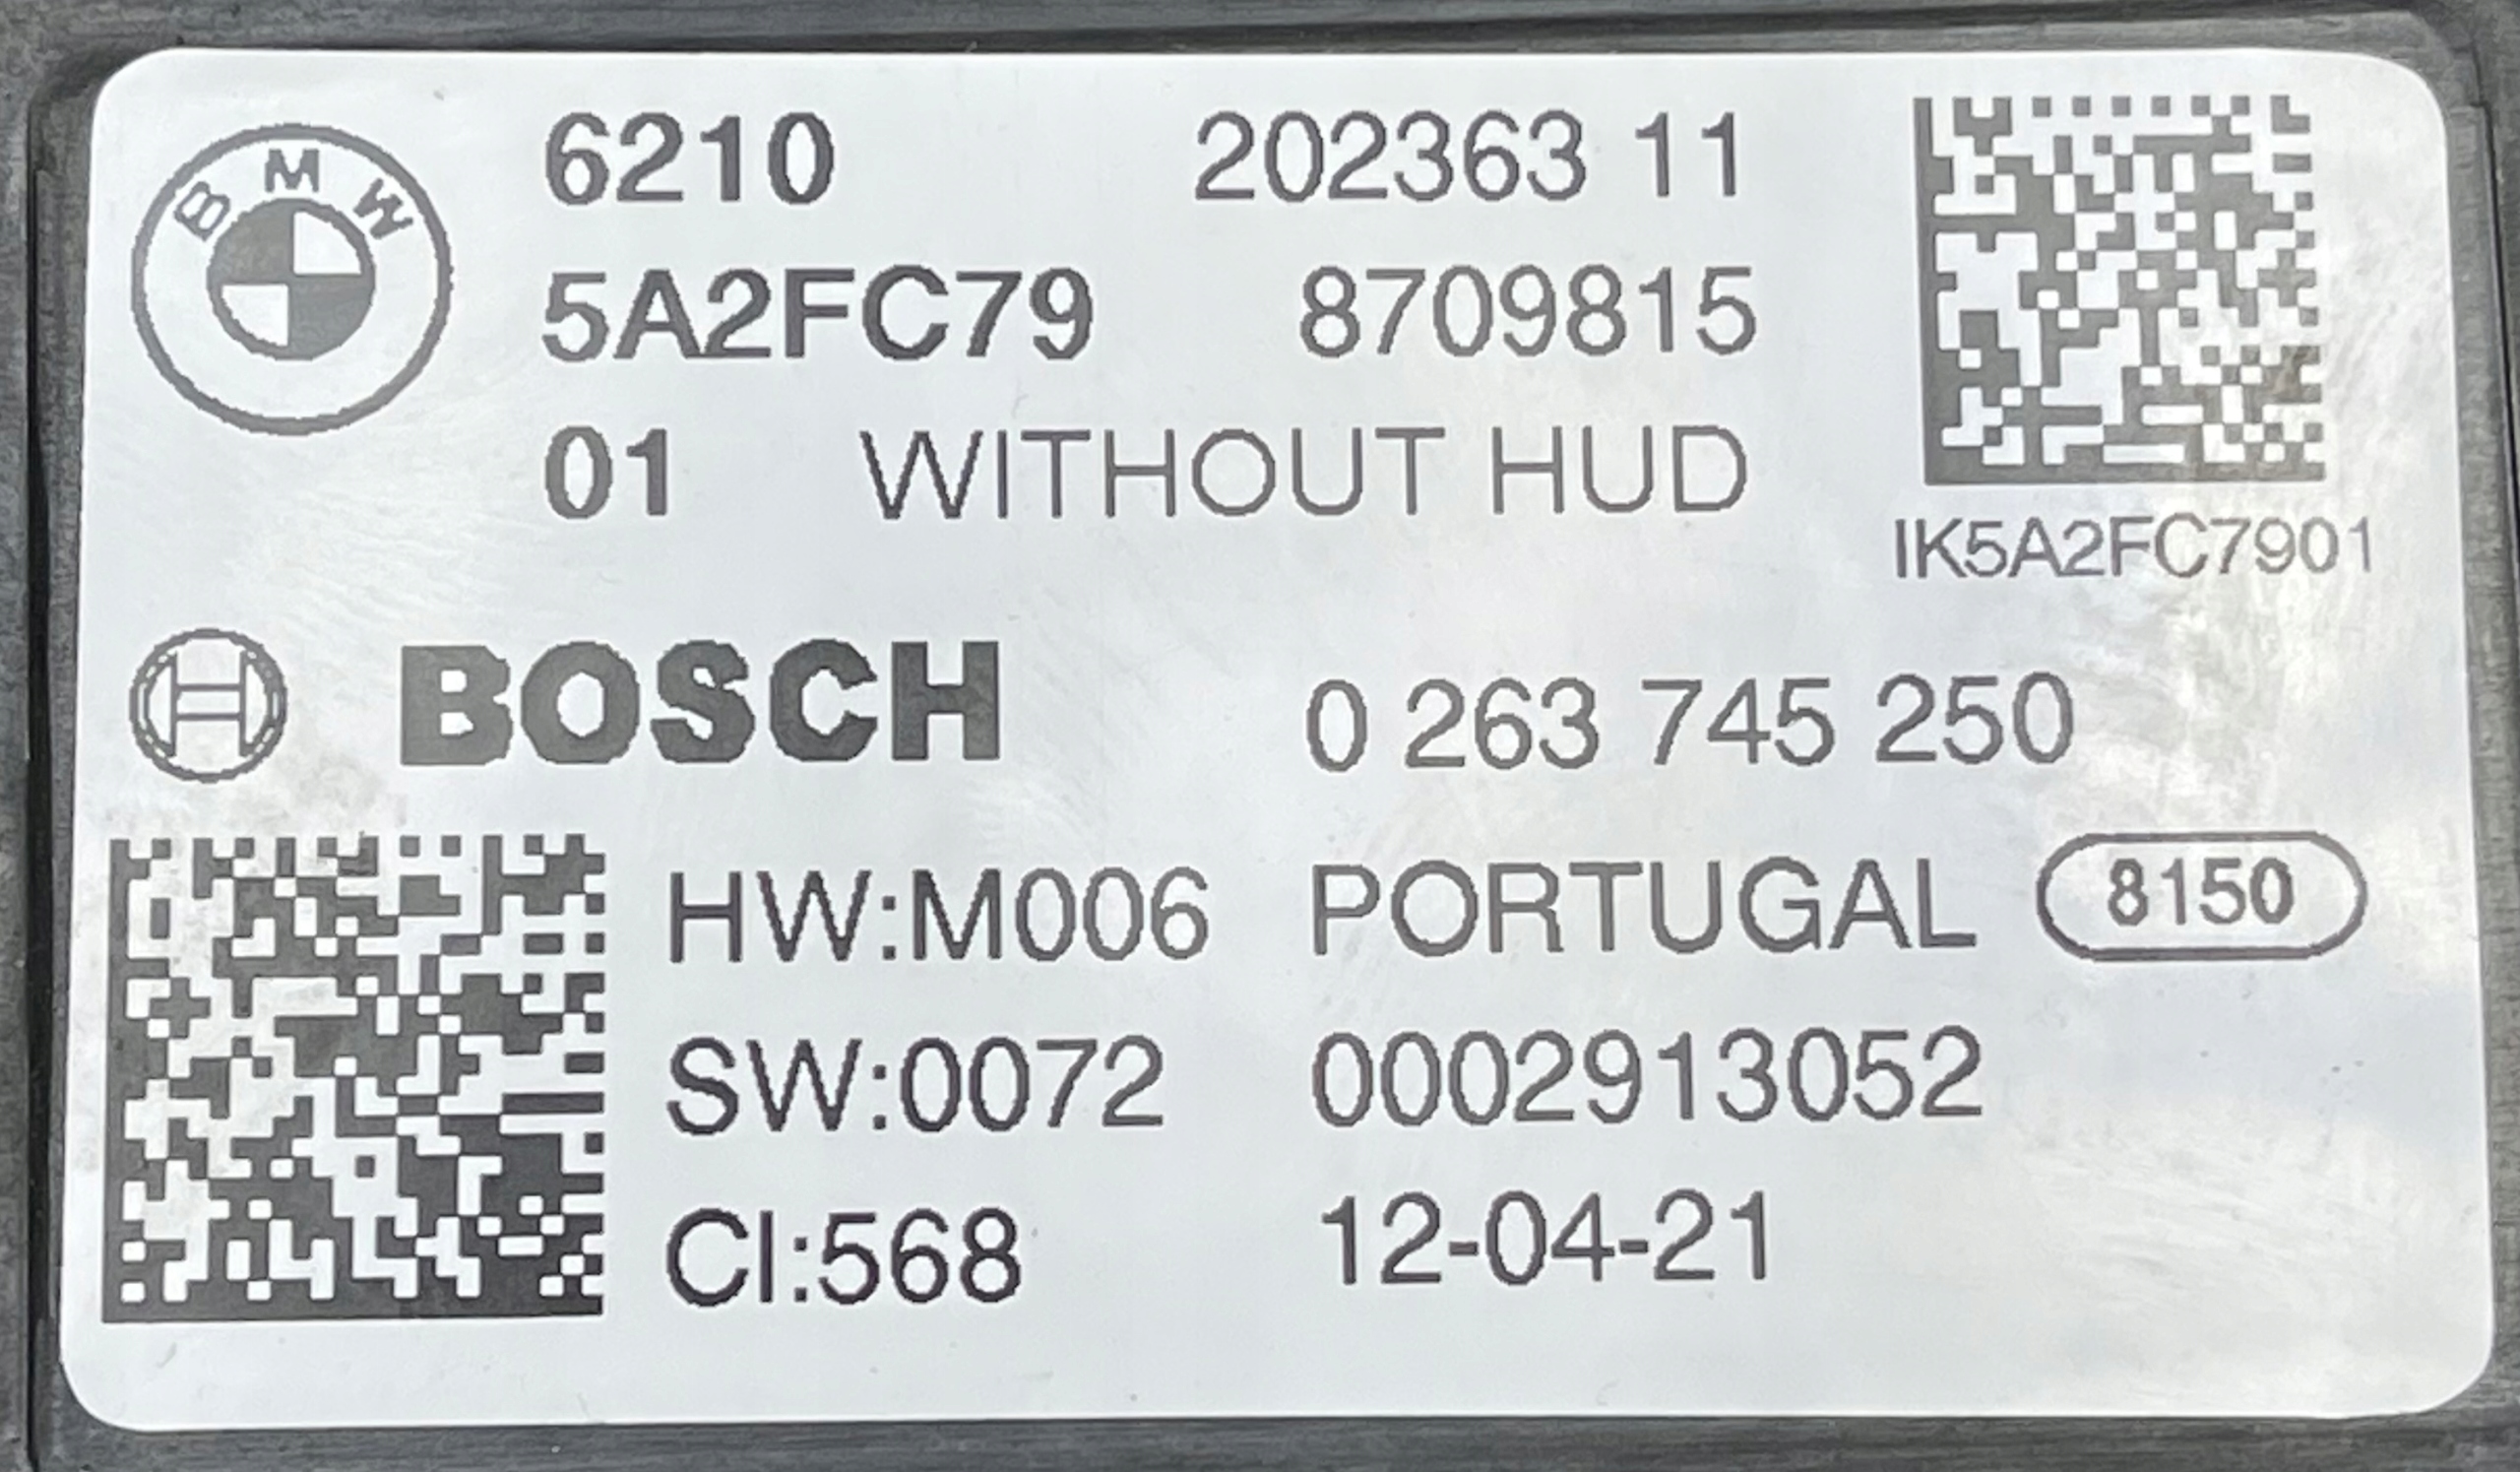 BMW
6210 202363 11
5A2FC79 8709815
01 WITHOUT HUD
IK5A2FC7901
BOSCH 0 263 745 250
HW:M006 PORTUGAL 8150
SW:0072 0002913052
CI:568 12-04-21